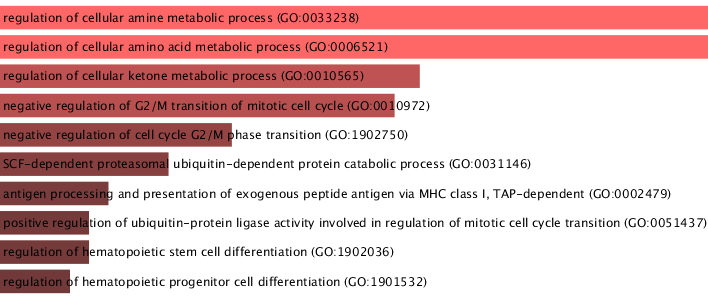 regulation of cellular amine metabolic process (GO:0033238)
regulation of cellular amino acid metabolic process (GO:0006521)
regulation of cellular ketone metabolic process (GO:0010565)
negative regulation of G2/M transition of mitotic cell cycle (GO:0010972)
negative regulation of cell cycle G2/M phase transition (GO:1902750)
SCF-dependent proteasomal ubiquitin-dependent protein catabolic process (GO:0031146)
antigen processing and presentation of exogenous peptide antigen via MHC class I, TAP-dependent (GO:0002479)
positive regulation of ubiquitin-protein ligase activity involved in regulation of mitotic cell cycle transition (GO:0051437)
regulation of hematopoietic stem cell differentiation (GO:1902036)
regulation of hematopoietic progenitor cell differentiation (GO:1901532)